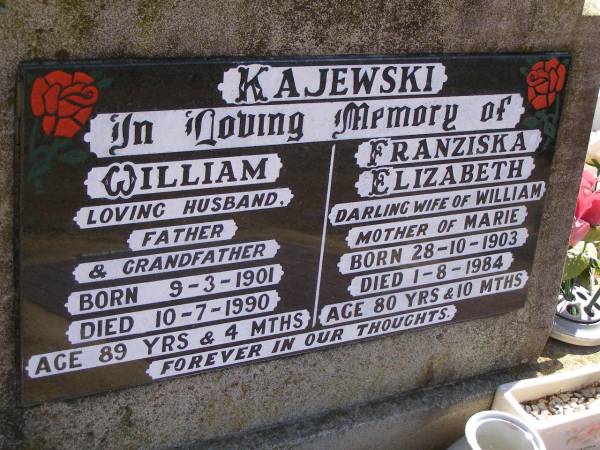 KAJEWSKI
In Loving Memory of
WILLIAM
LOVING HUSBAND,
FATHER
& GRANDFATHER
BORN 9-3-1901
DIED 10-7-1990
AGE 89 YRS & 4 MTHS
FRANZISKA
ELIZABETH
DARLING WIFE OF WILLIAM
MOTHER OF MARIE
BORN 28-10-1903
DIED 1-8-1984
AGE 80 YRS & 10 MTHS
FOREVER IN OUR THOUGHTS.